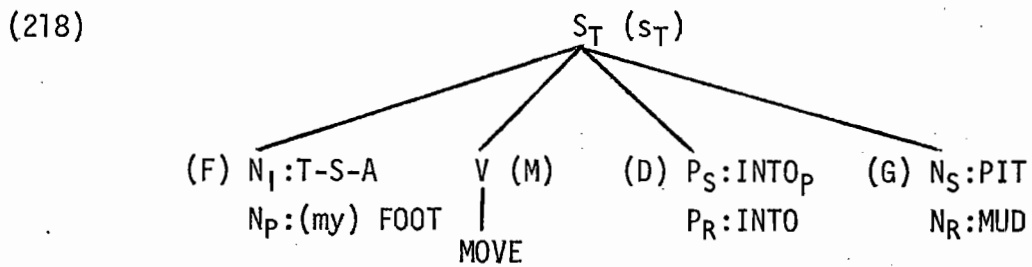 (218) S_T (s_T)
(F) N_I:T-S-A V (M) (D) P_S:INTO_P (G) N_S:PIT
N_P:(my) FOOT P_R:INTO N_R:MUD
MOVE